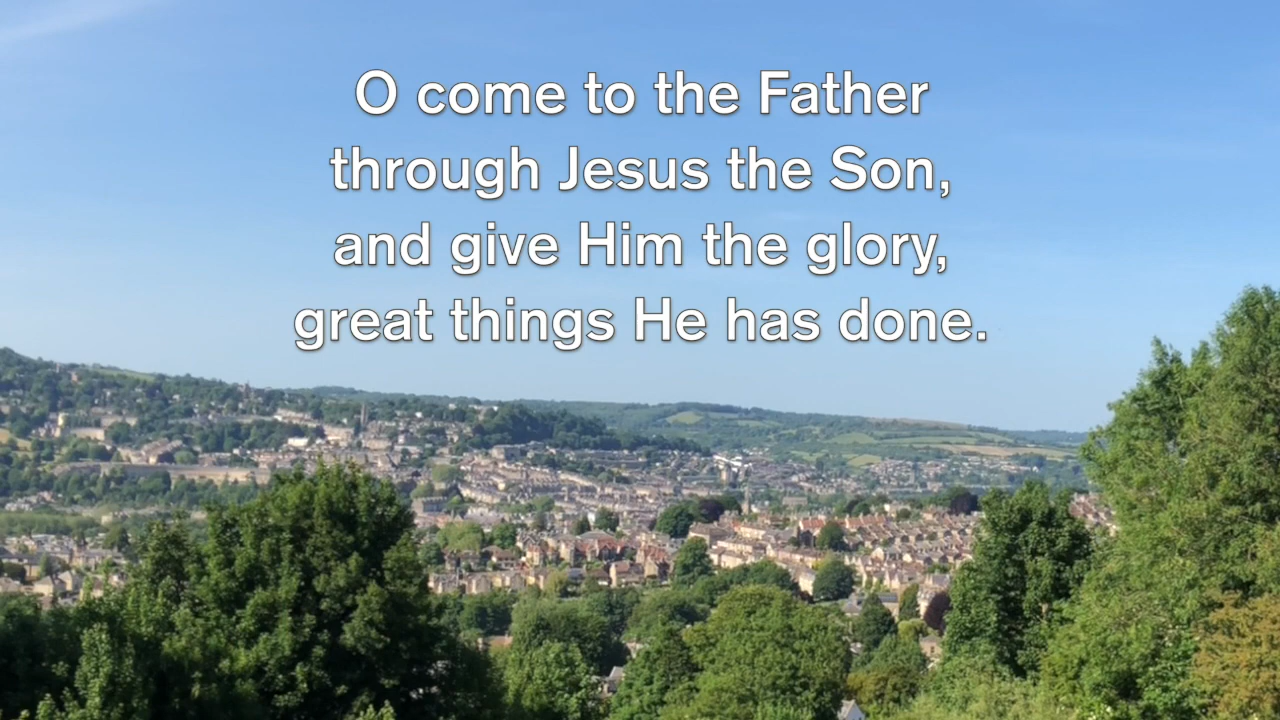 O come to the Father
through Jesus the Son,
and give Him the glory,
great things He has done.